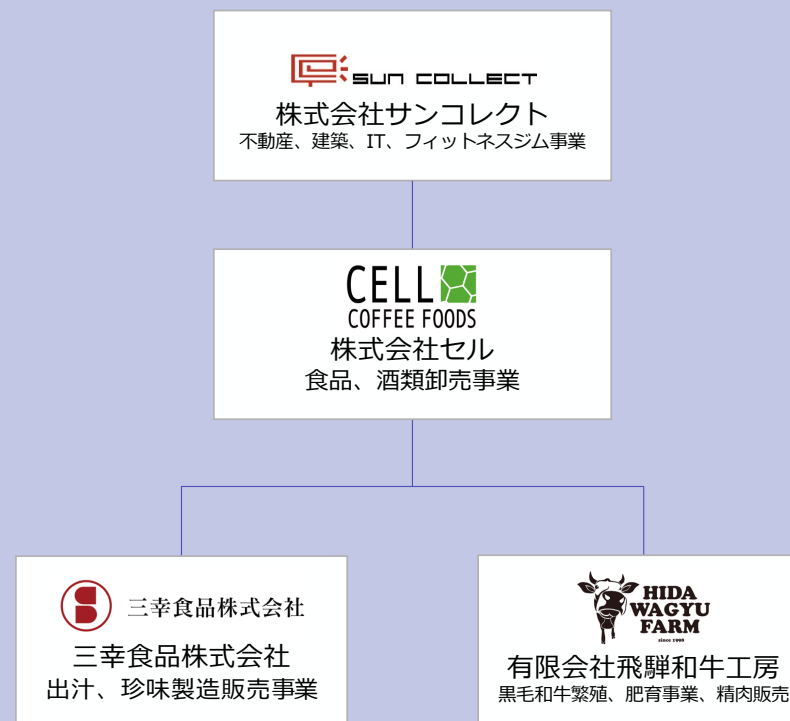 SUN COLLECT
株式会社サンコレクト
不動産、建築、IT、フィットネスジム事業
CELL
COFFEE FOODS
株式会社セル
食品、酒類卸売事業
三幸食品株式会社
三幸食品株式会社
出汁、珍味製造販売事業
HIDA
WAGYU
FARM
since 1998
有限会社飛騨和牛工房
黒毛和牛繁殖、肥育事業、精肉販売